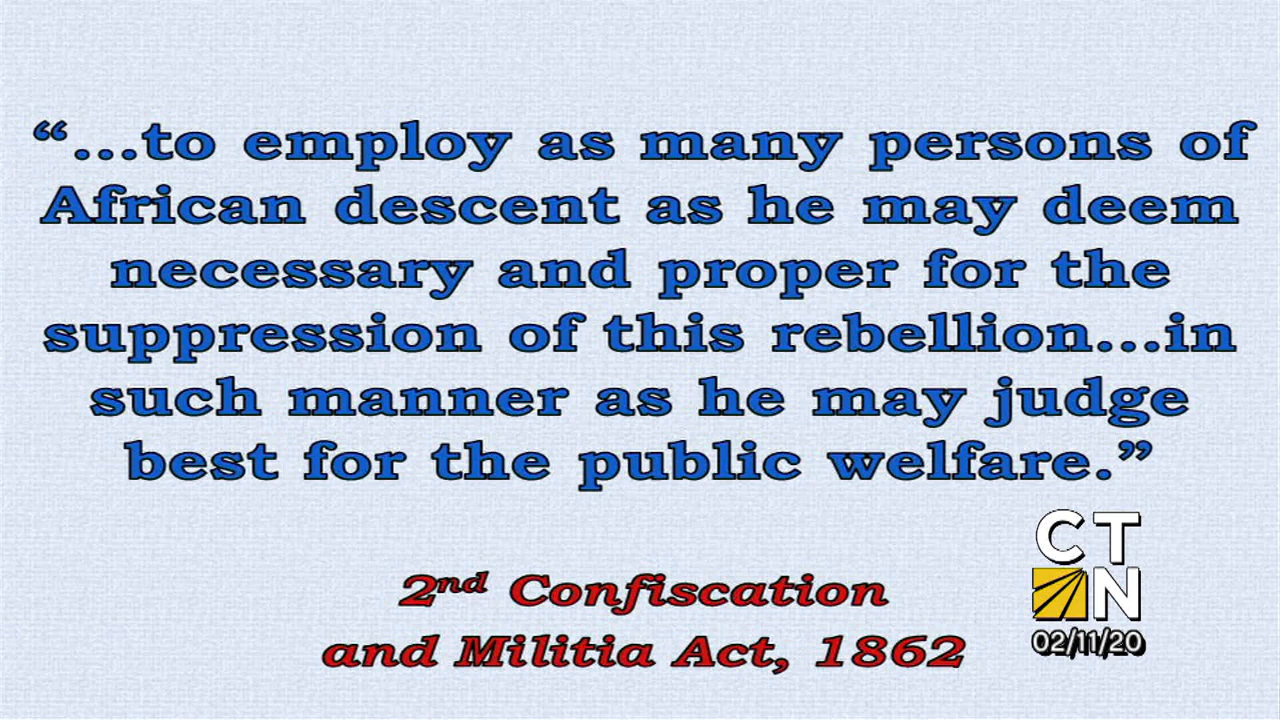 “...to employ as many persons of
African descent as he may deem
necessary and proper for the
suppression of this rebellion...in
such manner as he may judge
best for the public welfare.”
2nd Confiscation
and Militia Act, 1862
CT
N
02/11/20